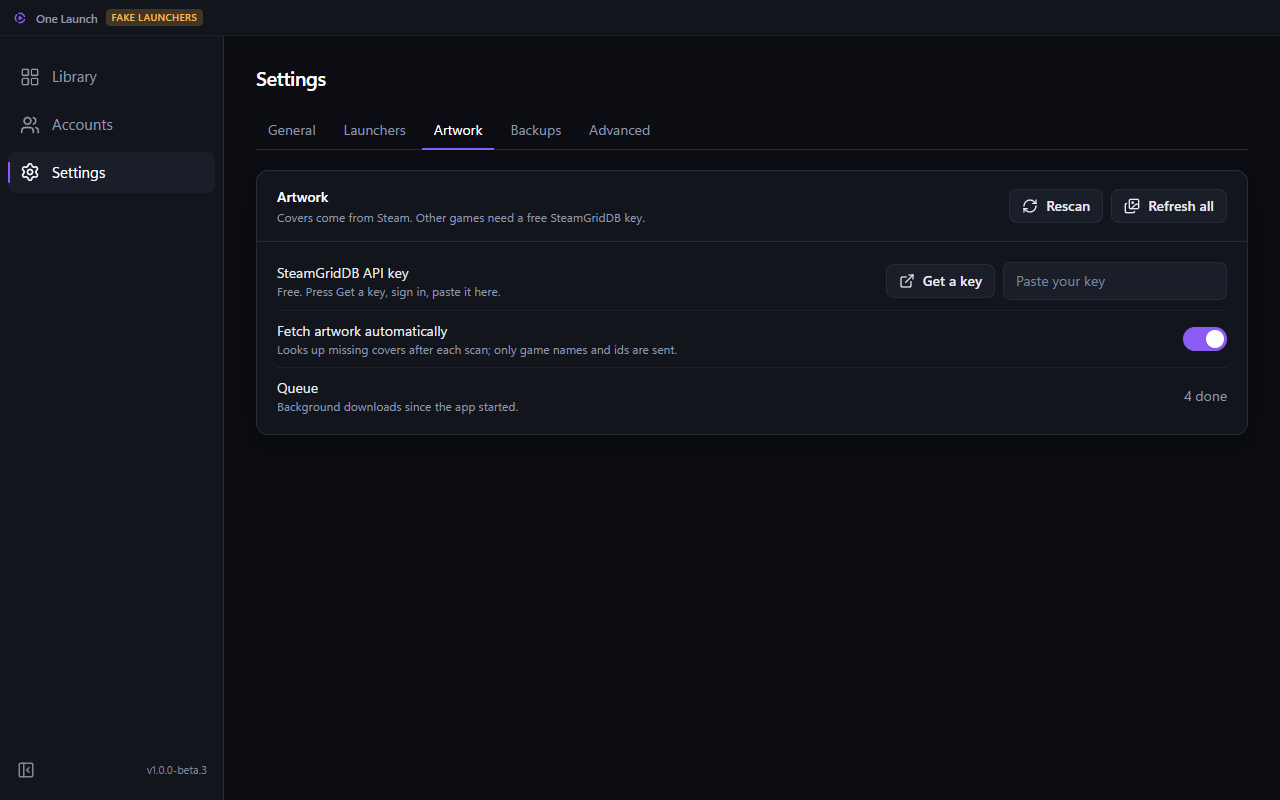 One Launch FAKE LAUNCHERS
Library
Accounts
Settings
Settings
General Launchers Artwork Backups Advanced
Artwork
Covers come from Steam. Other games need a free SteamGridDB key.
Rescan Refresh all
SteamGridDB API key
Free. Press Get a key, sign in, paste it here.
Get a key Paste your key
Fetch artwork automatically
Looks up missing covers after each scan; only game names and ids are sent.
Queue
Background downloads since the app started.
4 done
v1.0.0-beta.3